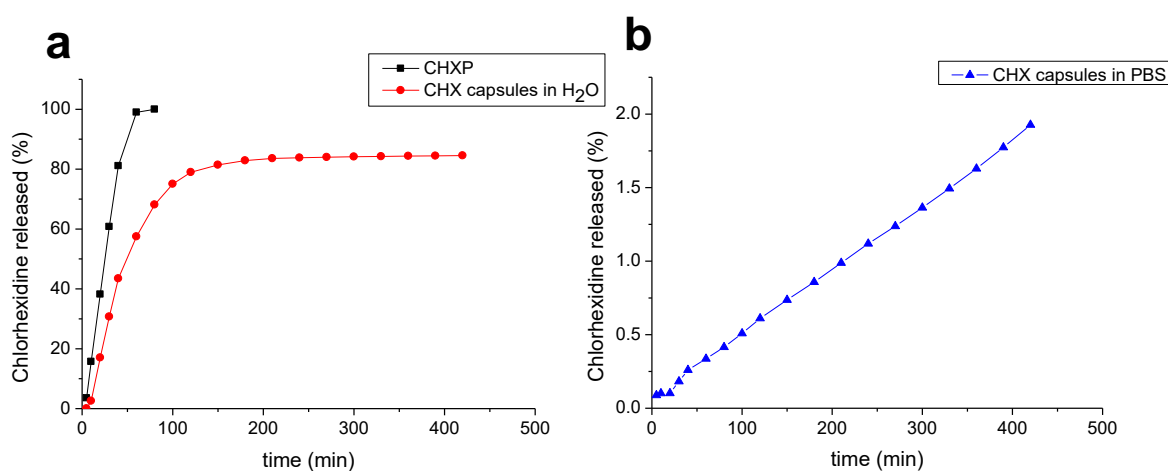 a
CHXP
CHX capsules in H2O
Chlorhexidine released (%)
100
80
60
40
20
0
0 100 200 300 400 500
time (min)
b
CHX capsules in PBS
Chlorhexidine released (%)
2.0
1.5
1.0
0.5
0.0
0 100 200 300 400 500
time (min)